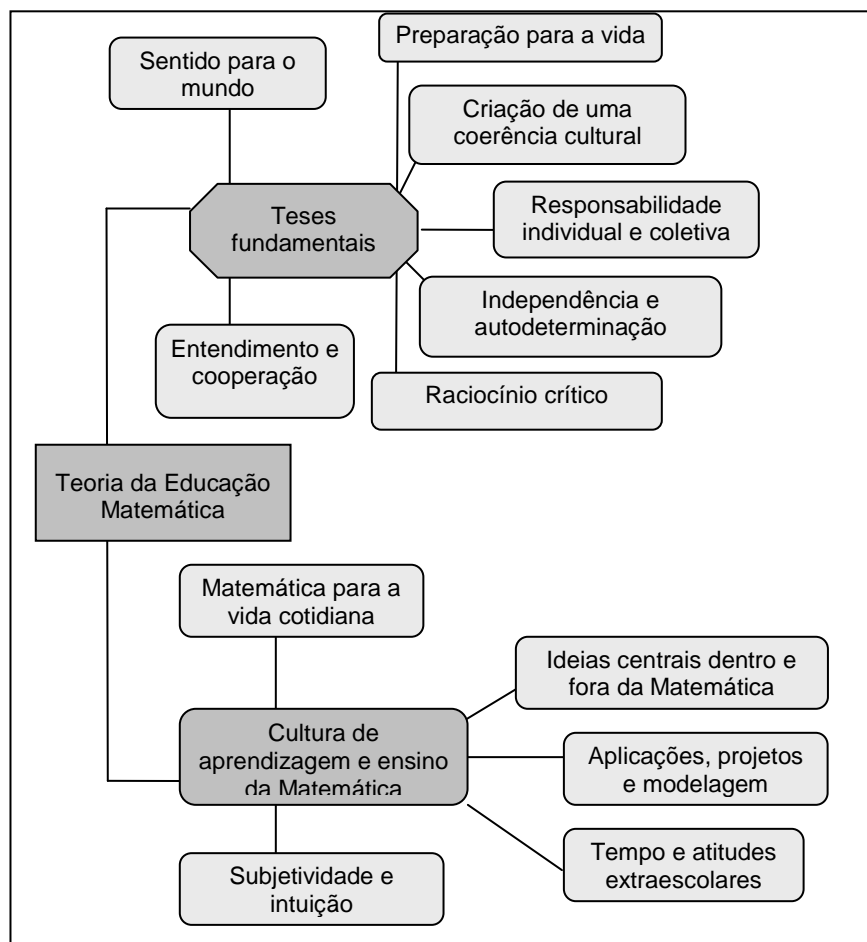 Preparação para a vida
Sentido para o
mundo
Criação de uma
coerência cultural
Teses
fundamentais
Responsabilidade
individual e coletiva
Independência e
autodeterminação
Entendimento e
cooperação
Raciocínio crítico
Teoria da Educação
Matemática
Matemática para a
vida cotidiana
Ideias centrais dentro e
fora da Matemática
Cultura de
aprendizagem e ensino
da Matemática
Aplicações, projetos
e modelagem
Tempo e atitudes
extraescolares
Subjetividade e
intuição